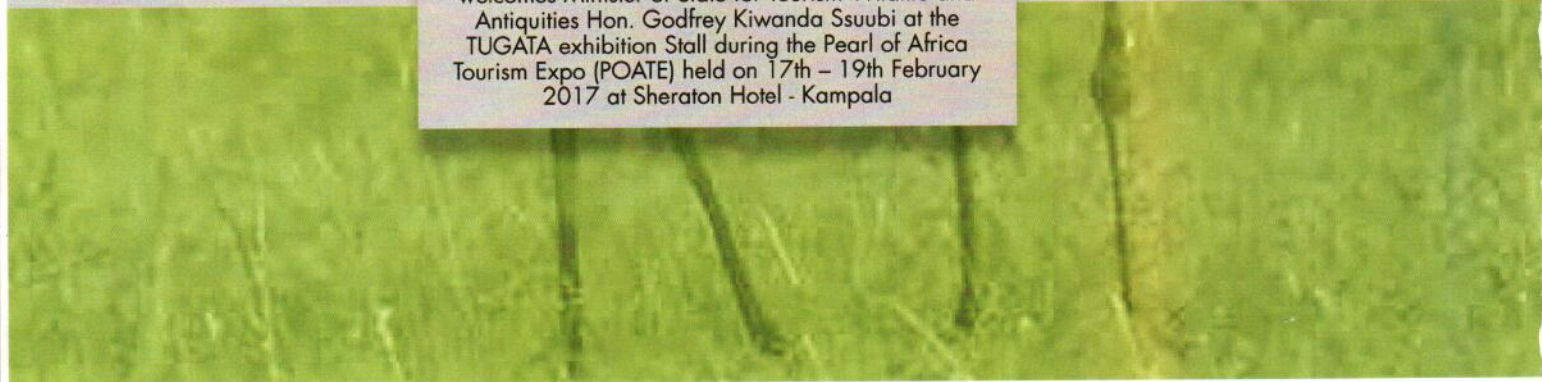 Antiquities Hon. Godfrey Kiwanda Ssuubi at the
TUGATA exhibition Stall during the Pearl of Africa
Tourism Expo (POATE) held on 17th – 19th February
2017 at Sheraton Hotel - Kampala